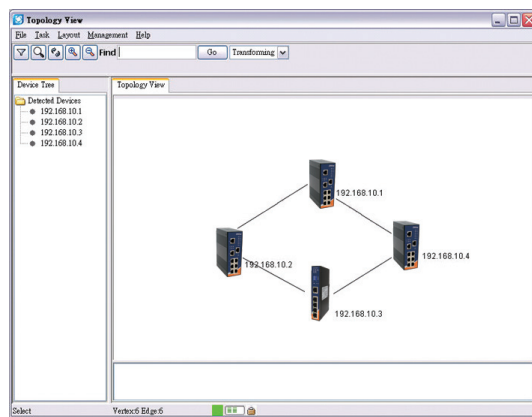 Topology View
File Task Layout Management Help
Find Go Transforming
Device Tree
Topology View
Detected Devices
192.168.10.1
192.168.10.2
192.168.10.3
192.168.10.4
192.168.10.1
192.168.10.2
192.168.10.4
192.168.10.3
Select Vertex:6 Edge:6